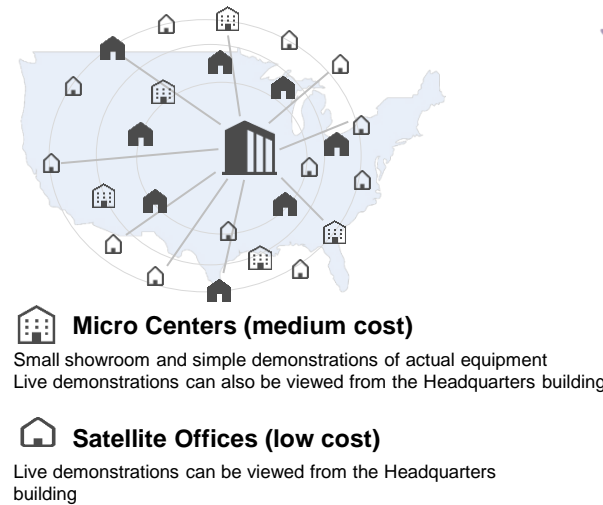 Micro Centers (medium cost)
Small showroom and simple demonstrations of actual equipment
Live demonstrations can also be viewed from the Headquarters building
Satellite Offices (low cost)
Live demonstrations can be viewed from the Headquarters
building